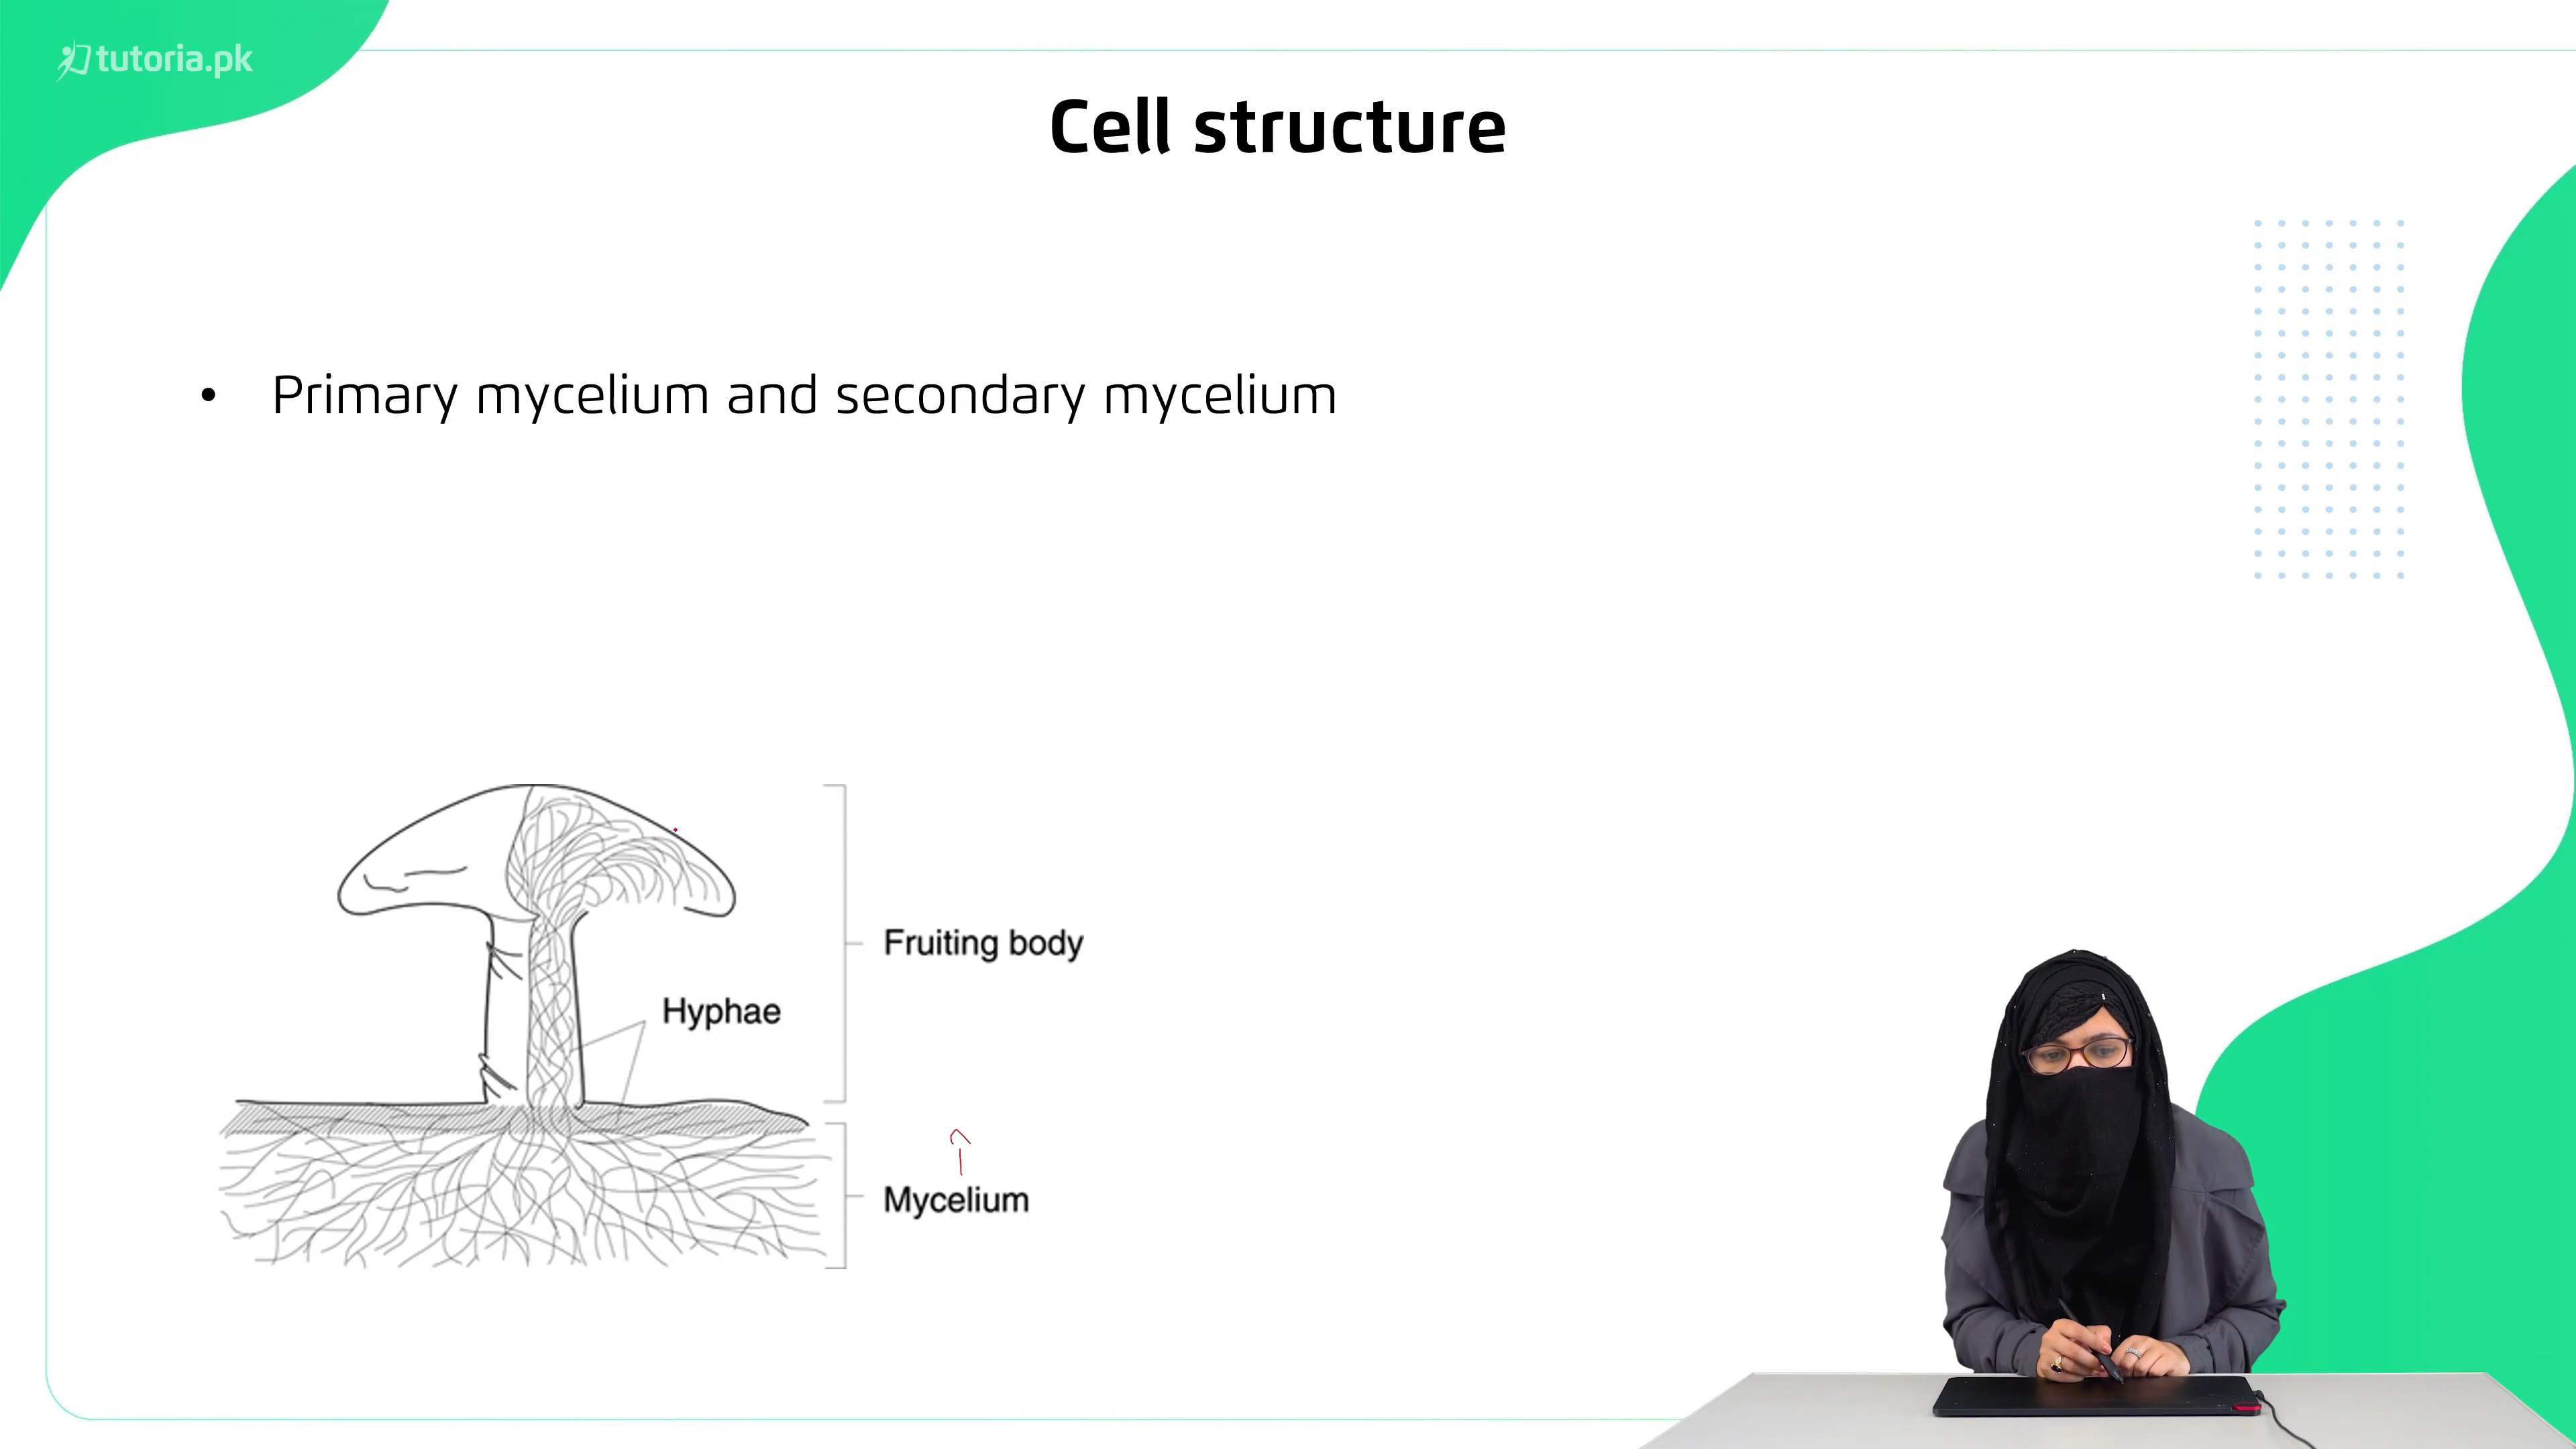 tutoria.pk
Cell structure
• Primary mycelium and secondary mycelium
Fruiting body
Hyphae
Mycelium